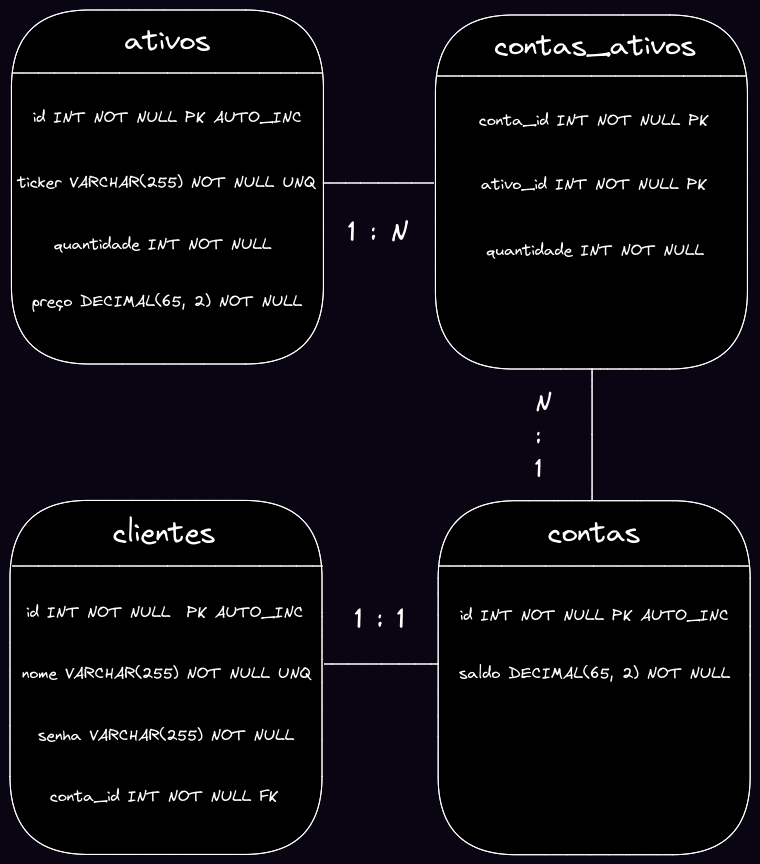 ativos
id INT NOT NULL PK AUTO_INC
ticker VARCHAR(255) NOT NULL UNQ
quantidade INT NOT NULL
preço DECIMAL(65, 2) NOT NULL
1 : N
contas_ativos
conta_id INT NOT NULL PK
ativo_id INT NOT NULL PK
quantidade INT NOT NULL
N
:
1
clientes
id INT NOT NULL PK AUTO_INC
nome VARCHAR(255) NOT NULL UNQ
senha VARCHAR(255) NOT NULL
conta_id INT NOT NULL FK
1 : 1
contas
id INT NOT NULL PK AUTO_INC
saldo DECIMAL(65, 2) NOT NULL